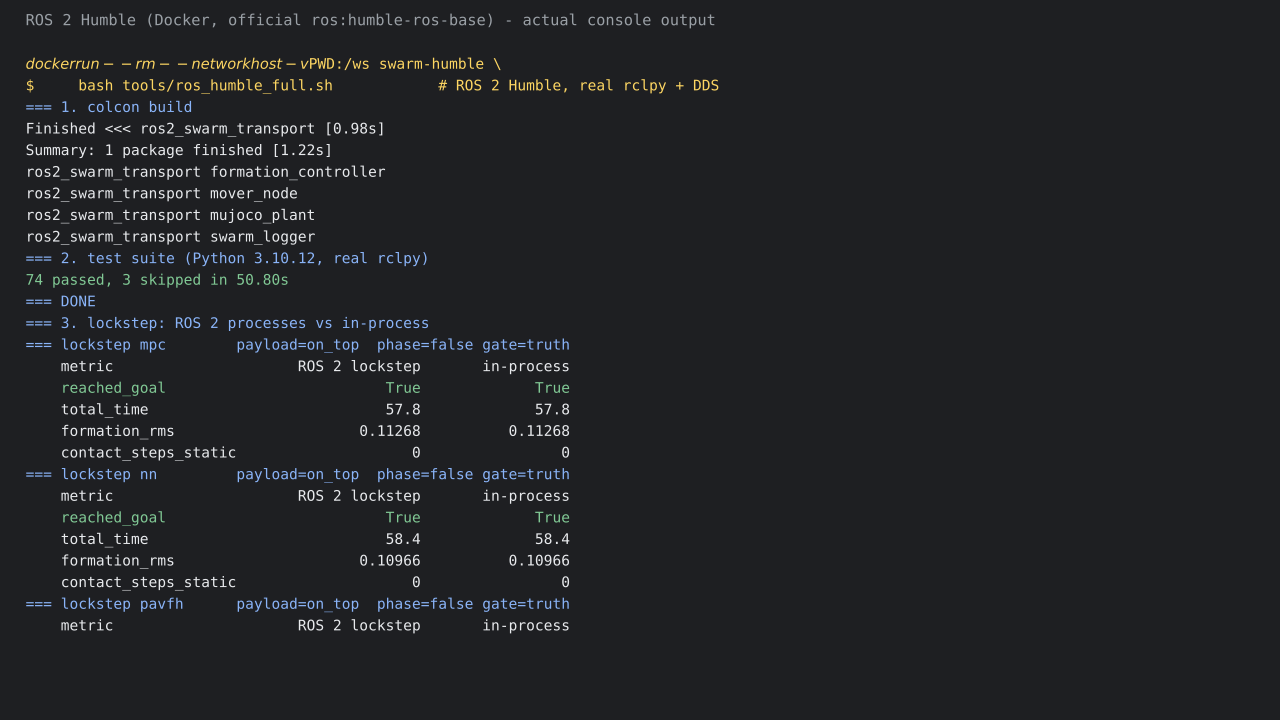 ROS 2 Humble (Docker, official ros:humble-ros-base) - actual console output
dockerrun − −rm − −networkhost − vPWD:/ws swarm-humble \
$     bash tools/ros_humble_full.sh            # ROS 2 Humble, real rclpy + DDS
=== 1. colcon build
Finished <<< ros2_swarm_transport [0.98s]
Summary: 1 package finished [1.22s]
ros2_swarm_transport formation_controller
ros2_swarm_transport mover_node
ros2_swarm_transport mujoco_plant
ros2_swarm_transport swarm_logger
=== 2. test suite (Python 3.10.12, real rclpy)
74 passed, 3 skipped in 50.80s
=== DONE
=== 3. lockstep: ROS 2 processes vs in-process
=== lockstep mpc        payload=on_top  phase=false gate=truth
    metric                     ROS 2 lockstep       in-process
    reached_goal                         True             True
    total_time                           57.8             57.8
    formation_rms                     0.11268          0.11268
    contact_steps_static                    0                0
=== lockstep nn         payload=on_top  phase=false gate=truth
    metric                     ROS 2 lockstep       in-process
    reached_goal                         True             True
    total_time                           58.4             58.4
    formation_rms                     0.10966          0.10966
    contact_steps_static                    0                0
=== lockstep pavfh      payload=on_top  phase=false gate=truth
    metric                     ROS 2 lockstep       in-process